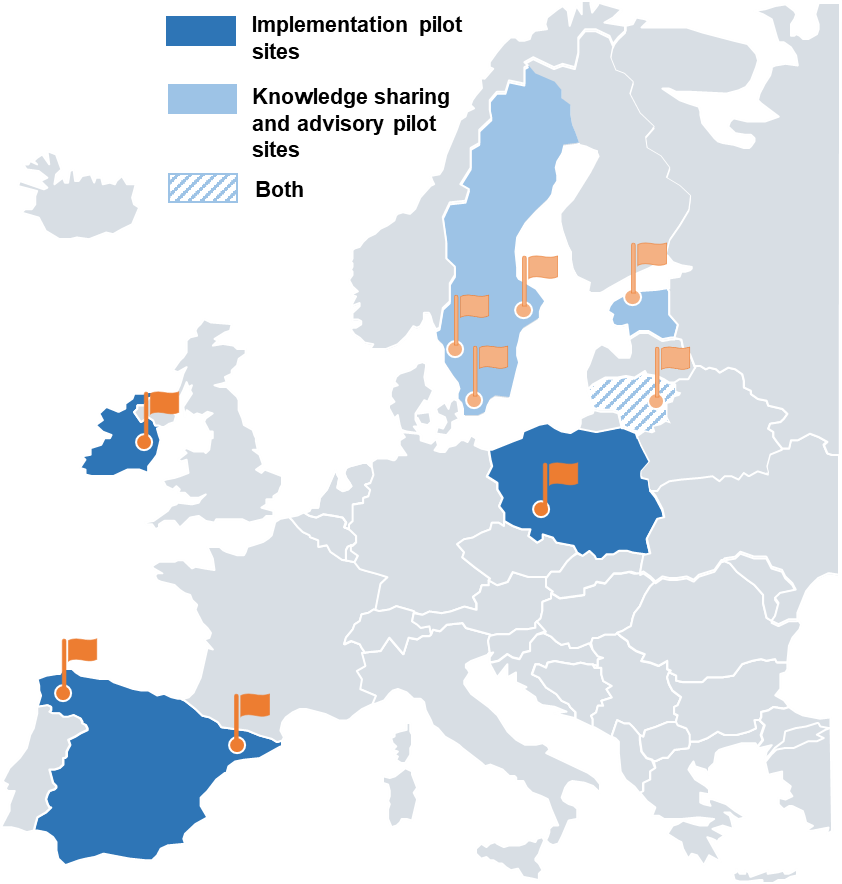 Implementation pilot
sites
Knowledge sharing
and advisory pilot
sites
Both